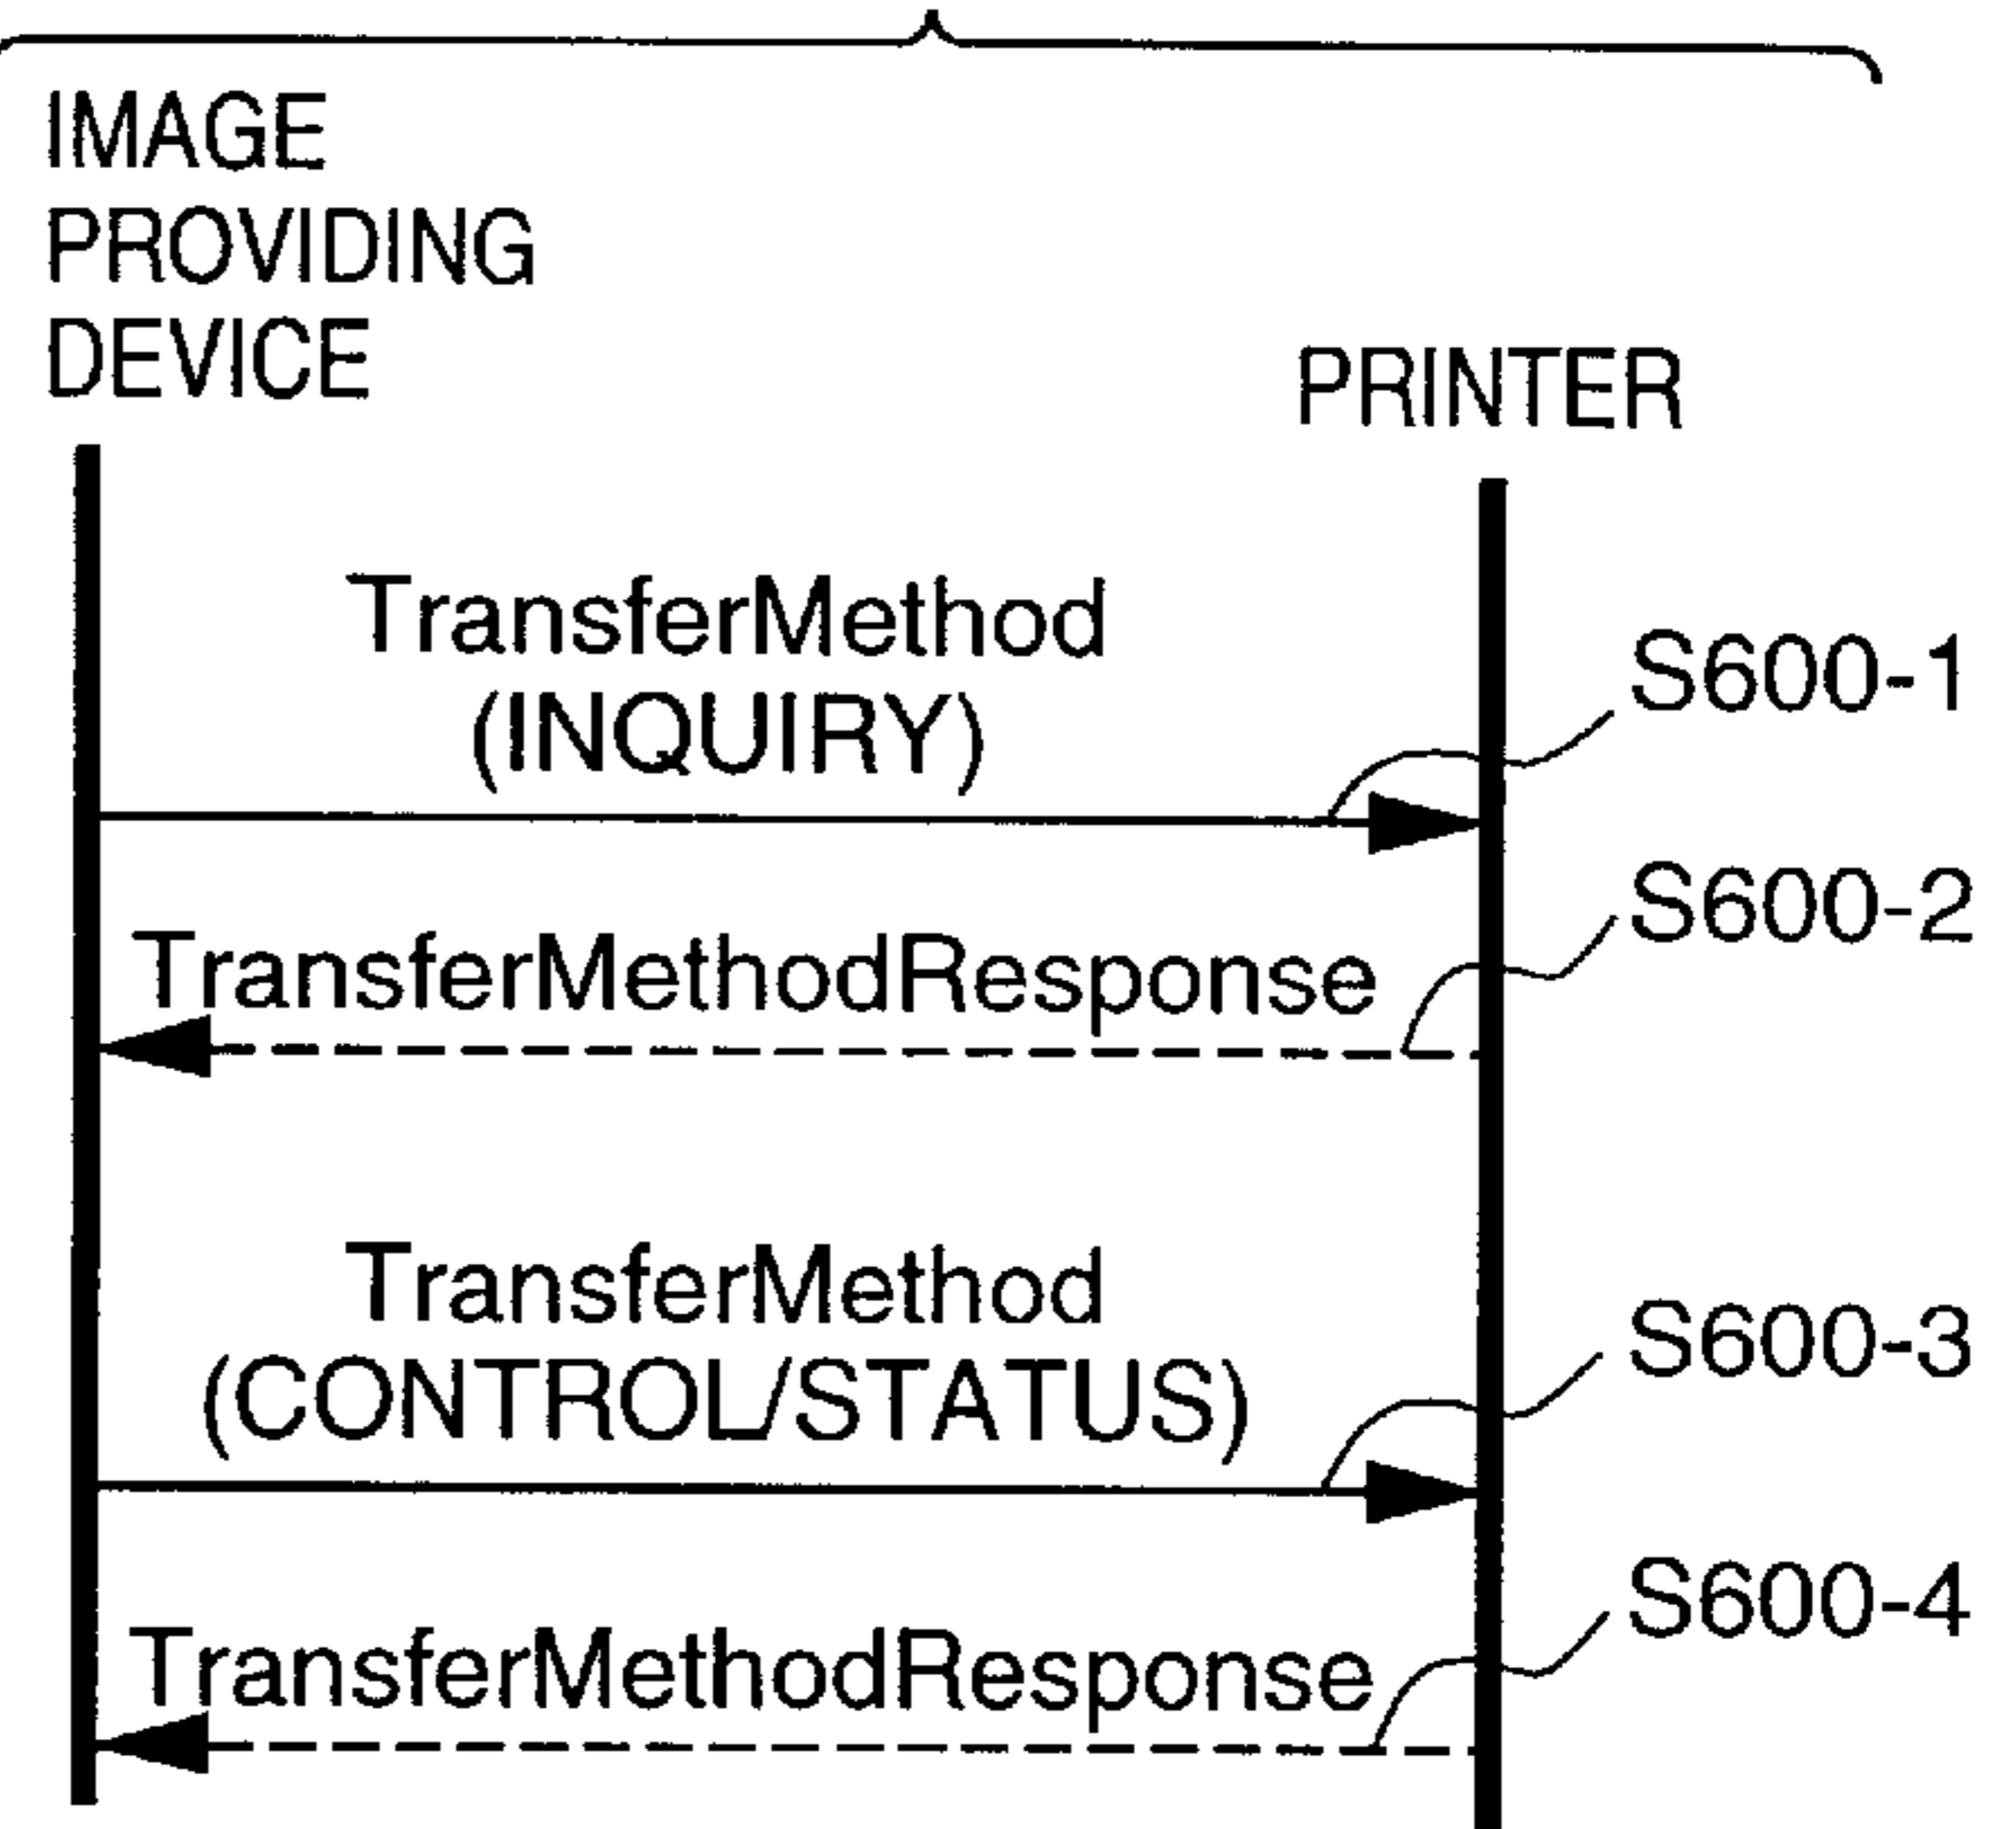 IMAGE
PROVIDING
DEVICE
PRINTER
TransferMethod
(INQUIRY)
S600-1
S600-2
TransferMethodResponse
TransferMethod
(CONTROL/STATUS)
S600-3
S600-4
TransferMethodResponse